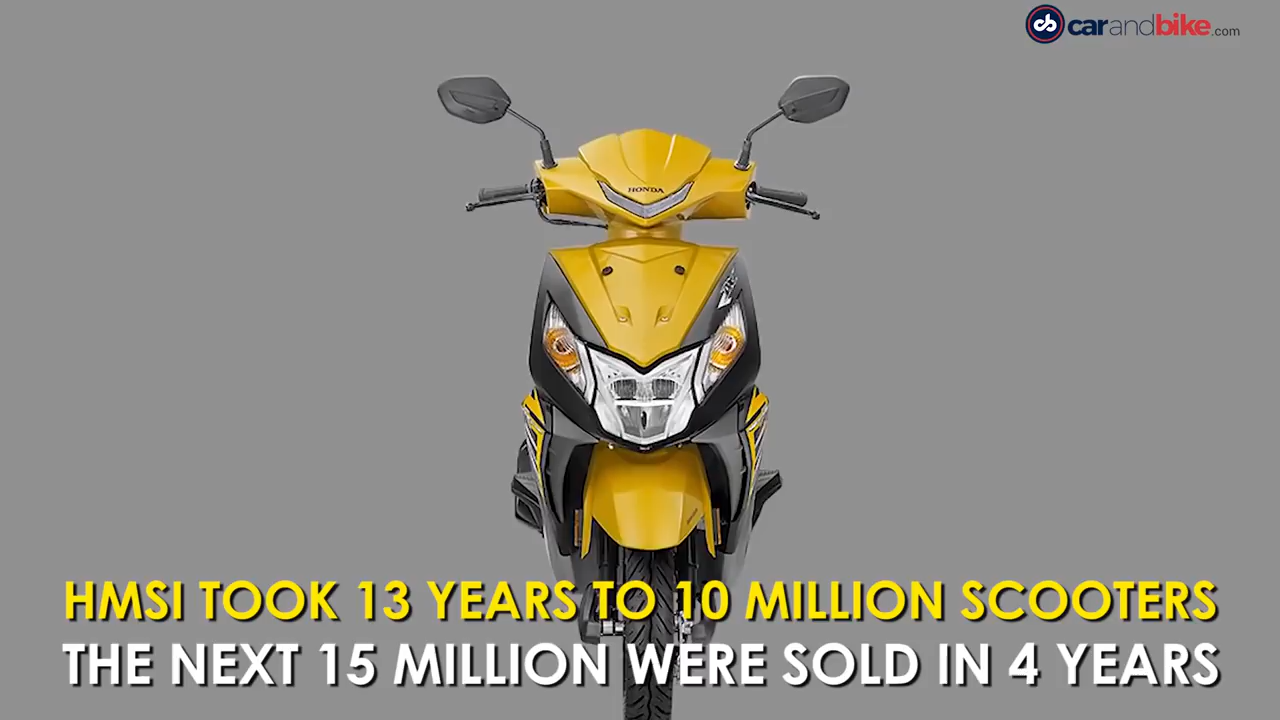 cb carandbike.com
HONDA
HMSI TOOK 13 YEARS TO 10 MILLION SCOOTERS
THE NEXT 15 MILLION WERE SOLD IN 4 YEARS